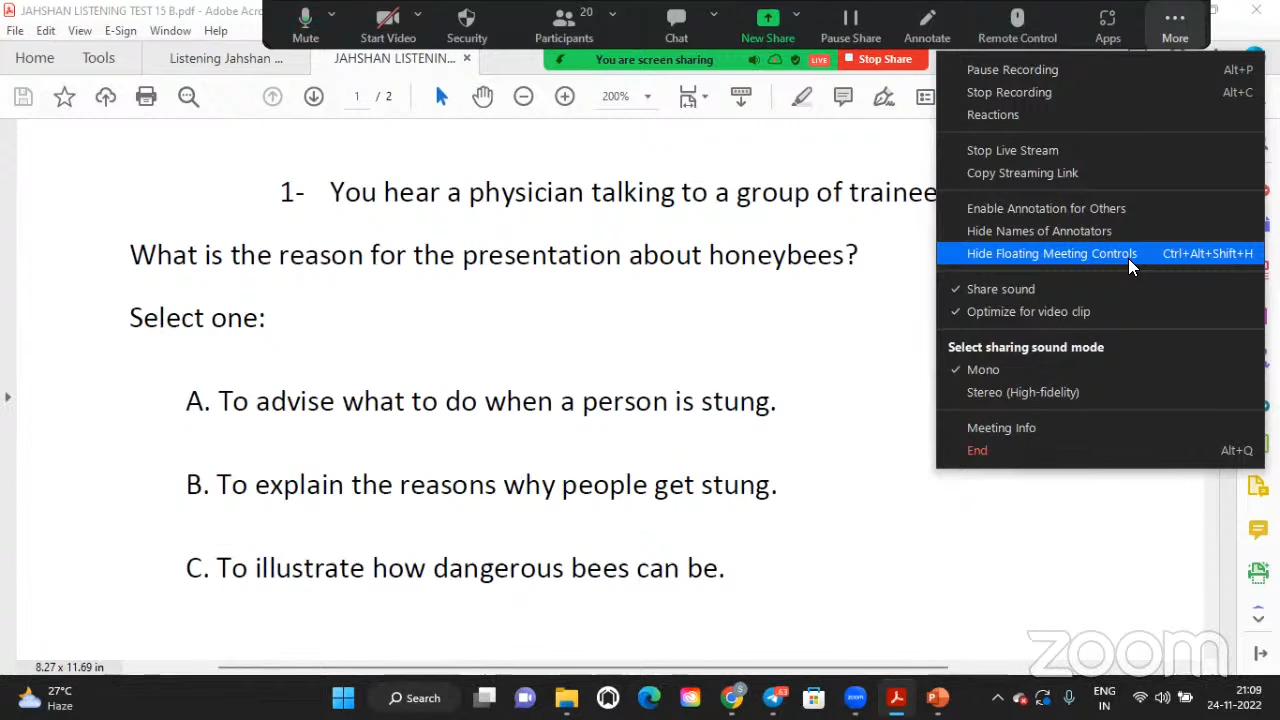 JAHSHAN LISTENING TEST 15 B.pdf - Adobe Acro
File Edit View E-Sign Window Help
Mute
Start Video
Security
20
Participants
Chat
New Share
Pause Share
Annotate
Remote Control
Apps
More
Home Tools Listening Jahshan ... JAHSHAN LISTENIN...
You are screen sharing
LIVE
Stop Share
1 / 2
200%
Pause Recording Alt+P
Stop Recording Alt+C
Reactions
Stop Live Stream
Copy Streaming Link
Enable Annotation for Others
Hide Names of Annotators
Hide Floating Meeting Controls Ctrl+Alt+Shift+H
Share sound
Optimize for video clip
Select sharing sound mode
Mono
Stereo (High-fidelity)
Meeting Info
End Alt+Q
1- You hear a physician talking to a group of trainee
What is the reason for the presentation about honeybees?
Select one:
A. To advise what to do when a person is stung.
B. To explain the reasons why people get stung.
C. To illustrate how dangerous bees can be.
zoom
8.27 x 11.69 in
27°C
Haze
Search
S
63
zoom
ENG
IN
21:09
24-11-2022